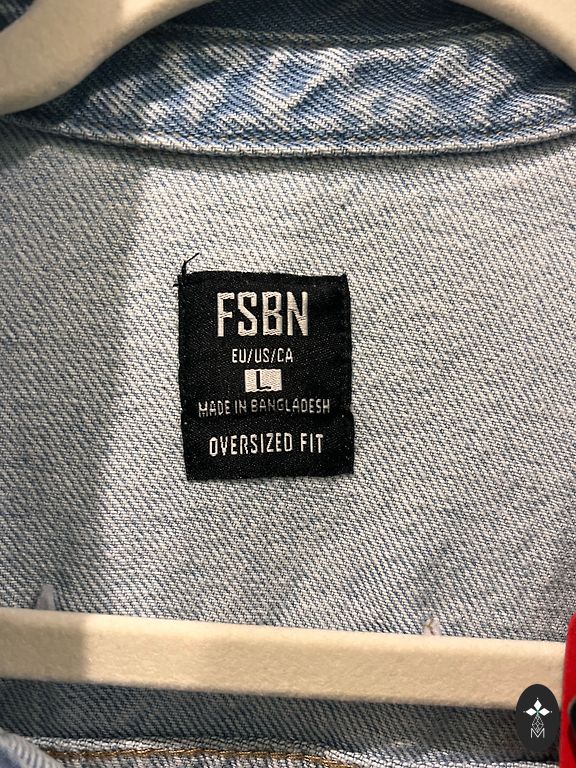 FSBN
EU/US/CA
L
MADE IN BANGLADESH
OVERSIZED FIT
M